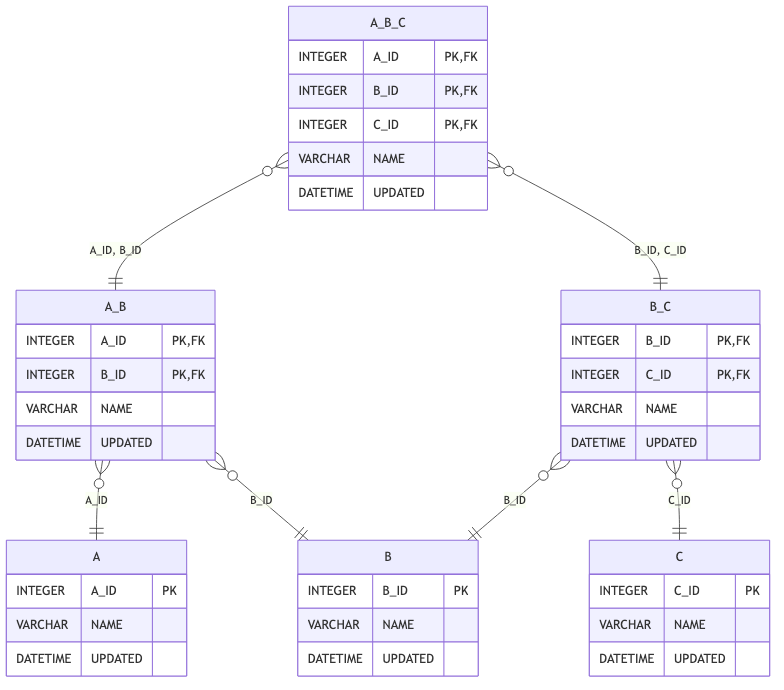 A_B_C
INTEGER A_ID PK,FK
INTEGER B_ID PK,FK
INTEGER C_ID PK,FK
VARCHAR NAME
DATETIME UPDATED
A_ID, B_ID
B_ID, C_ID
A_B
INTEGER A_ID PK,FK
INTEGER B_ID PK,FK
VARCHAR NAME
DATETIME UPDATED
B_C
INTEGER B_ID PK,FK
INTEGER C_ID PK,FK
VARCHAR NAME
DATETIME UPDATED
A_ID
B_ID
B_ID
C_ID
A
INTEGER A_ID PK
VARCHAR NAME
DATETIME UPDATED
B
INTEGER B_ID PK
VARCHAR NAME
DATETIME UPDATED
C
INTEGER C_ID PK
VARCHAR NAME
DATETIME UPDATED